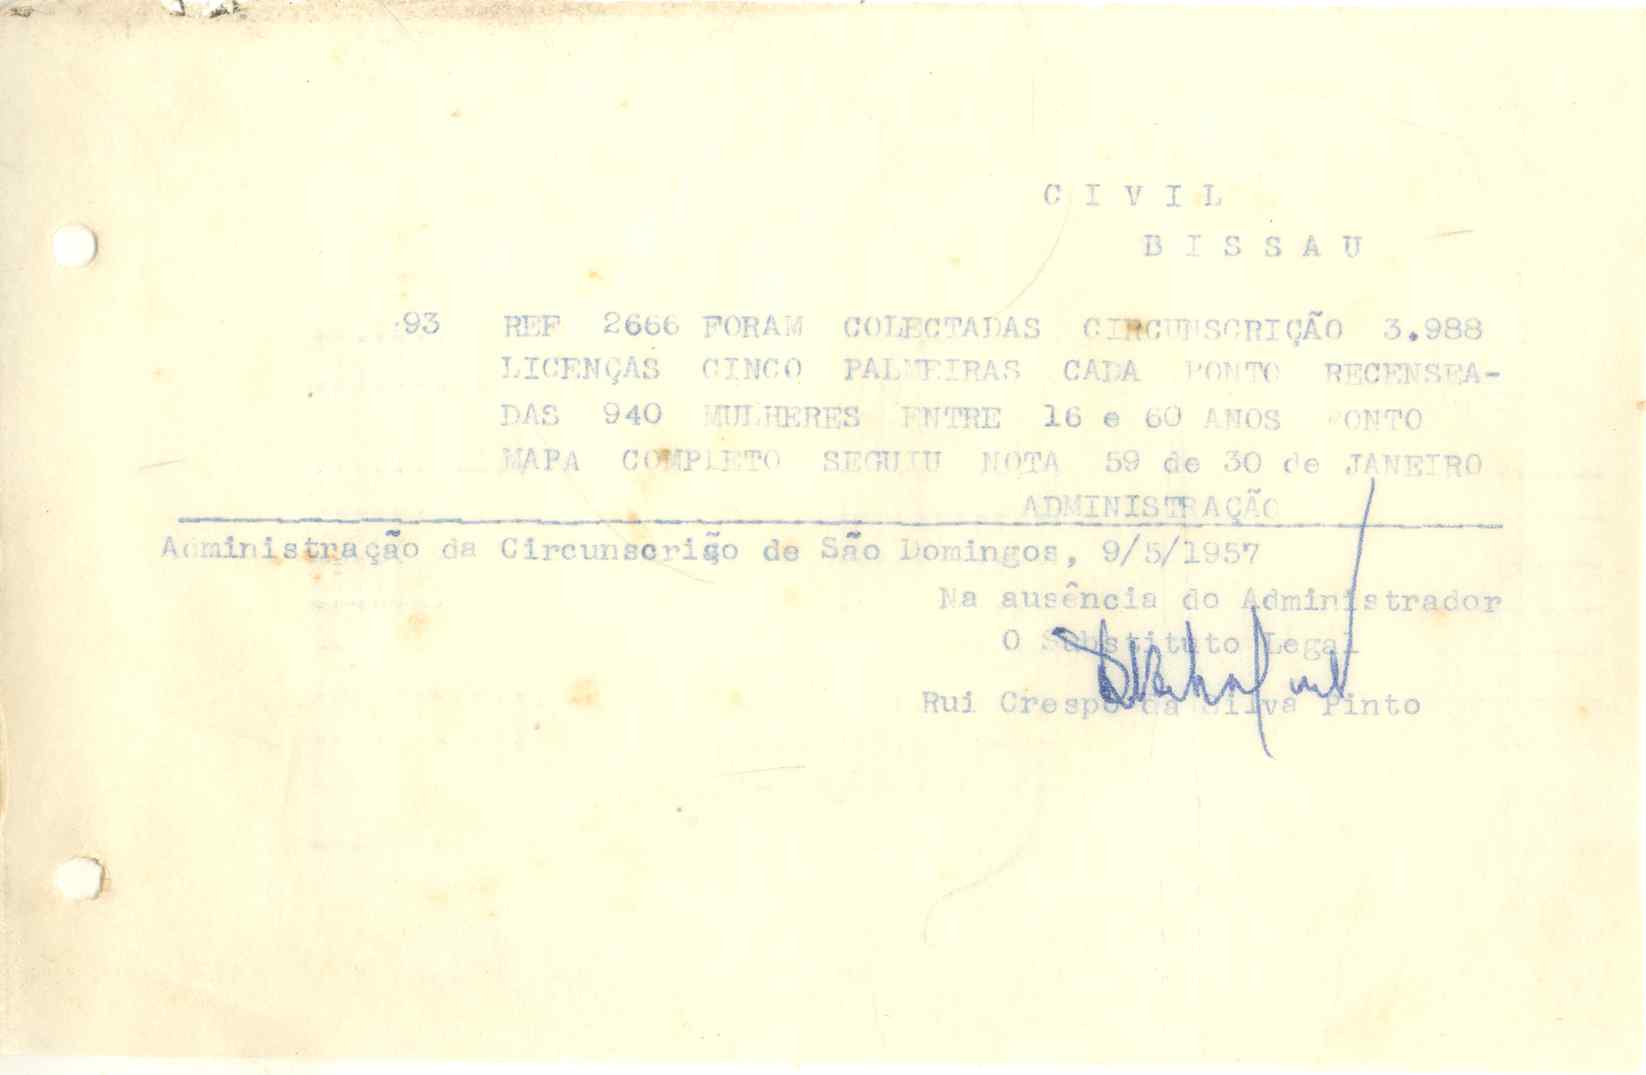 C I V I L
B I S S A U
:93 REF 2666 FORAM COLECTADAS CIRCUNSCRIÇÃO 3.988
LICENÇAS CINCO PALMEIRAS CADA PONTO RECENSEA-
DAS 940 MULHERES ENTRE 16 e 60 ANOS PONTO
MAPA COMPLETO SEGUIU NOTA 59 de 30 de JANEIRO
ADMINISTRAÇÃO
Administração da Circunscrição de São Domingos, 9/5/1957
Na ausência do Administrador
O Substituto Legal
Rui Crespo da Silva Pinto